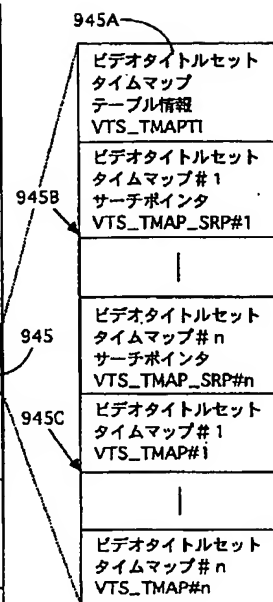 945A
ビデオタイトルセット
タイムマップ
テーブル情報
VTS_TMAPTI
945B
ビデオタイトルセット
タイムマップ#1
サーチポインタ
VTS_TMAP_SRP#1
ビデオタイトルセット
タイムマップ#n
サーチポインタ
VTS_TMAP_SRP#n
945
945C
ビデオタイトルセット
タイムマップ#1
VTS_TMAP#1
ビデオタイトルセット
タイムマップ#n
VTS_TMAP#n